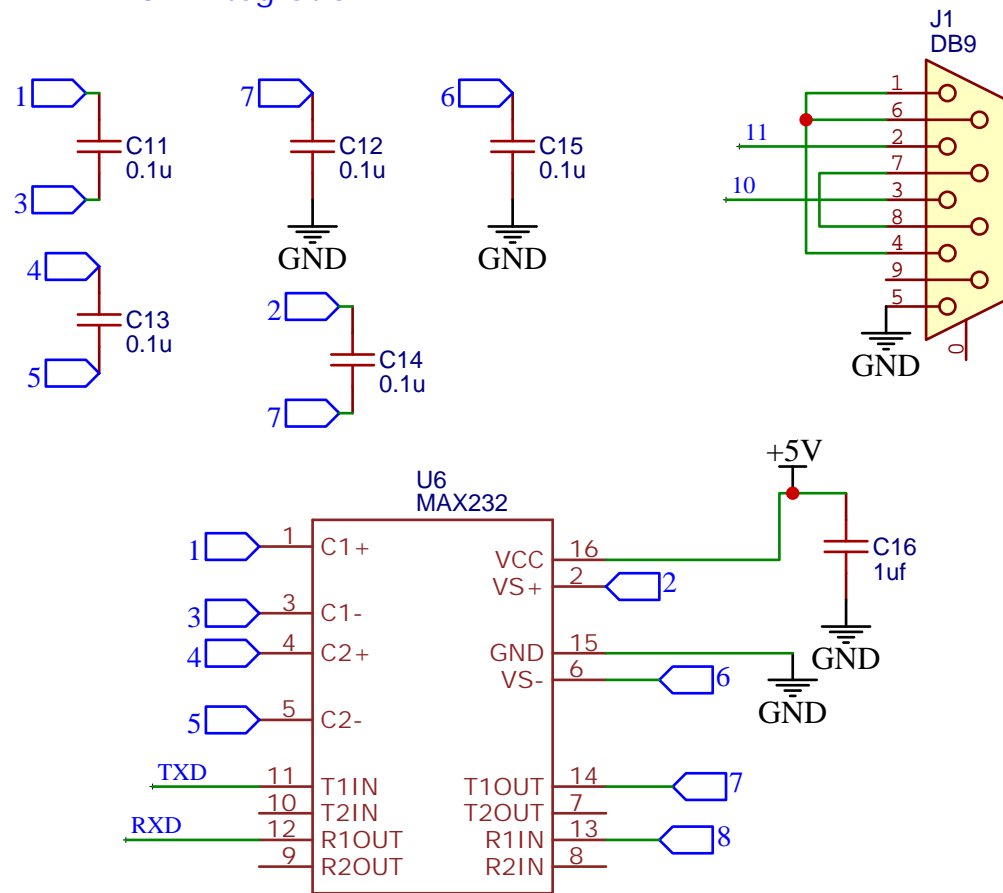 J1
DB9
1
6
2
7
3
8
4
9
5
0
11
10
GND
1
3
C11
0.1u
7
C12
0.1u
GND
6
C15
0.1u
GND
4
5
C13
0.1u
2
7
C14
0.1u
+5V
C16
1uf
GND
GND
U6
MAX232
1
1
C1+
3
3
C1-
4
4
C2+
5
5
C2-
TXD
11
T1IN
10
T2IN
RXD
12
R1OUT
9
R2OUT
VCC
16
VS+
2
2
GND
15
VS-
6
6
T1OUT
14
7
T2OUT
7
R1IN
13
8
R2IN
8